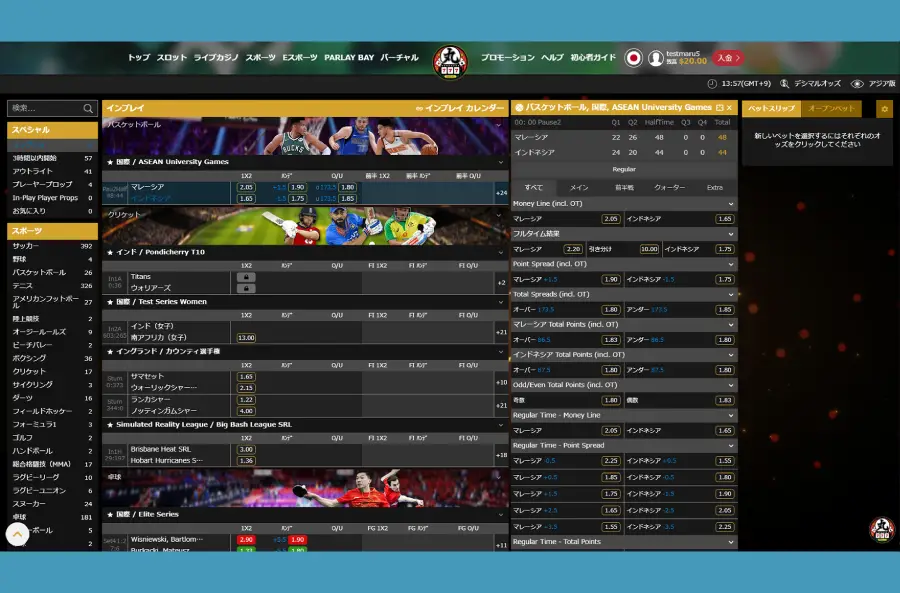 トップ スロット ライブカジノ スポーツ Eスポーツ PARLAY BAY バーチャル プロモーション ヘルプ 初心者ガイド
testmaru5
$20.00
入金
13:57(GMT+9) デシマルオッズ アジア版
検索...
スペシャル
3時間以内開始 57
アウトライト 41
プレーヤープロップ 4
In-Play Player Props 0
お気に入り 0
スポーツ
サッカー 392
野球 4
バスケットボール 26
テニス 326
アメリカンフットボール 27
陸上競技 2
オージールールズ 9
ビーチバレー 2
ボクシング 36
クリケット 17
サイクリング 3
ダーツ 16
フィールドホッケー 2
フォーミュラ1 3
ゴルフ 2
ハンドボール 2
総合格闘技（MMA） 17
ラグビーリーグ 10
ラグビーユニオン 6
スヌーカー 24
卓球 181
ーボール 5
2
インプレイ インプレイ カレンダー
バスケットボール
★ 国際 / ASEAN University Games
1X2 ﾊﾝﾃﾞ O/U 前半 1X2 前半 ﾊﾝﾃﾞ 前半 O/U
マレーシア 2.05 +1.5 1.90 o 173.5 1.80 +24
インドネシア 1.65 -1.5 1.75 u 173.5 1.85
クリケット
★ インド / Pondicherry T10
1X2 ﾊﾝﾃﾞ O/U FI 1X2 FI ﾊﾝﾃﾞ FI O/U
Titans
ウォリアーズ
+2
★ 国際 / Test Series Women
1X2 ﾊﾝﾃﾞ O/U FI 1X2 FI ﾊﾝﾃﾞ FI O/U
インド（女子）
南アフリカ（女子） 13.00
+21
★ イングランド / カウンティ選手権
1X2 ﾊﾝﾃﾞ O/U FI 1X2 FI ﾊﾝﾃﾞ FI O/U
サマセット 1.65
ウォーリックシャー… 2.15
+10
ランカシャー 1.22
ノッティンガムシャー 4.00
+21
★ Simulated Reality League / Big Bash League SRL
1X2 ﾊﾝﾃﾞ O/U FI 1X2 FI ﾊﾝﾃﾞ FI O/U
Brisbane Heat SRL 3.00
Hobart Hurricanes S… 1.36
+18
卓球
★ 国際 / Elite Series
1X2 ﾊﾝﾃﾞ O/U FG 1X2 FG ﾊﾝﾃﾞ FG O/U
Wisniewski, Bartlom… 2.90 +5.5 1.90
+11
バスケットボール, 国際, ASEAN University Games
00: 00 Pause2 Q1 Q2 HalfTime Q3 Q4 Total
マレーシア 22 26 48 0 0 48
インドネシア 24 20 44 0 0 44
Regular
すべて メイン 前半戦 クォーター Extra
Money Line (incl. OT)
マレーシア 2.05 インドネシア 1.65
フルタイム結果
マレーシア 2.20 引き分け 10.00 インドネシア 1.75
Point Spread (incl. OT)
マレーシア +1.5 1.90 インドネシア -1.5 1.75
Total Spreads (incl. OT)
オーバー 173.5 1.80 アンダー 173.5 1.85
マレーシア Total Points (incl. OT)
オーバー 86.5 1.83 アンダー 86.5 1.80
インドネシア Total Points (incl. OT)
オーバー 87.5 1.80 アンダー 87.5 1.80
Odd/Even Total Points (incl. OT)
奇数 1.80 偶数 1.83
Regular Time - Money Line
マレーシア 2.05 インドネシア 1.65
Regular Time - Point Spread
マレーシア -0.5 2.25 インドネシア +0.5 1.55
マレーシア +0.5 1.85 インドネシア -0.5 1.80
マレーシア +1.5 1.75 インドネシア -1.5 1.90
マレーシア +2.5 1.65 インドネシア -2.5 2.05
マレーシア +3.5 1.55 インドネシア -3.5 2.25
Regular Time - Total Points
ベットスリップ オープンベット
新しいベットを選択するにはそれぞれのオッズをクリックしてください